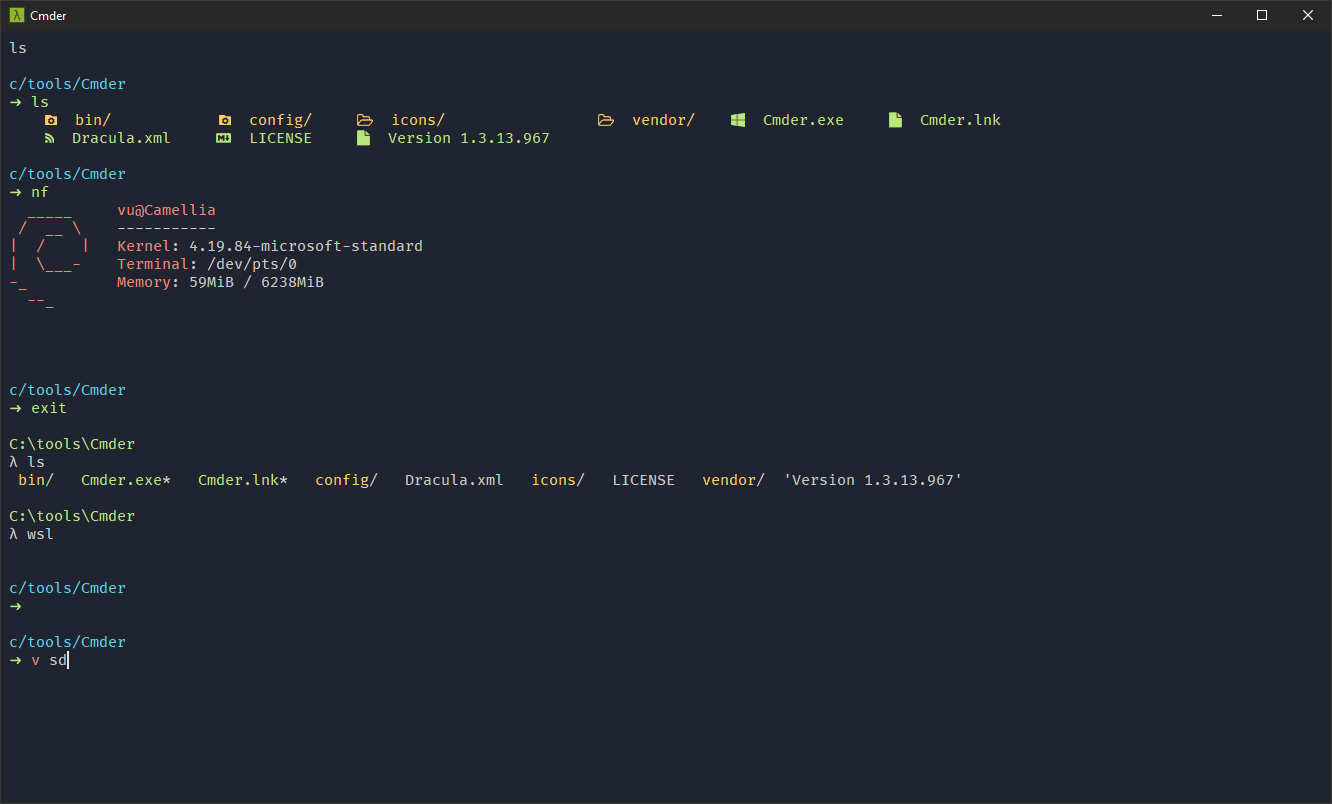 Cmder
ls
c/tools/Cmder
➜ ls
bin/ config/ icons/ vendor/ Cmder.exe Cmder.lnk
Dracula.xml LICENSE Version 1.3.13.967
c/tools/Cmder
➜ nf
_____ vu@Camellia
/ __ \ -----------
| / | Kernel: 4.19.84-microsoft-standard
| \___- Terminal: /dev/pts/0
-_ Memory: 59MiB / 6238MiB
--_
c/tools/Cmder
➜ exit
C:\tools\Cmder
λ ls
bin/ Cmder.exe* Cmder.lnk* config/ Dracula.xml icons/ LICENSE vendor/ 'Version 1.3.13.967'
C:\tools\Cmder
λ wsl
c/tools/Cmder
➜
c/tools/Cmder
➜ v sd